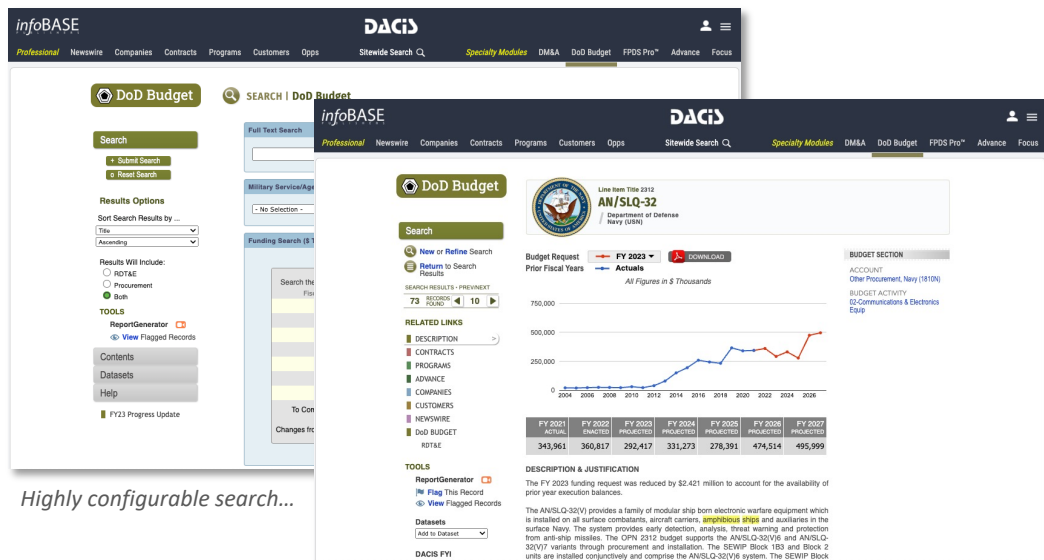 infoBASE
DACIS
Professional Newswire Companies Contracts Programs Customers Opps Sitewide Search Specialty Modules DM&A DoD Budget FPDS Pro™ Advance Focus
DoD Budget
SEARCH | DoD Budget
Search
+ Submit Search
o Reset Search
Results Options
Sort Search Results by ...
Title
Ascending
Results Will Include:
RDT&E
Procurement
Both
TOOLS
ReportGenerator
View Flagged Records
Contents
Datasets
Help
FY23 Progress Update
Full Text Search
Military Service/Age
- No Selection -
Funding Search ($ T
Search the
Fis
To Con
Changes fro
Highly configurable search…
infoBASE
DACIS
Professional Newswire Companies Contracts Programs Customers Opps Sitewide Search Specialty Modules DM&A DoD Budget FPDS Pro™ Advance Focus
DoD Budget
Search
New or Refine Search
Return to Search
Results
SEARCH RESULTS - PREV/NEXT
73 RECORDS FOUND 10
RELATED LINKS
DESCRIPTION >)
CONTRACTS
PROGRAMS
ADVANCE
COMPANIES
CUSTOMERS
NEWSWIRE
DoD BUDGET
RDT&E
TOOLS
ReportGenerator
Flag This
Record
View Flagged Records
Datasets
Add to Dataset
DACIS FYI
Line Item Title 2312
AN/SLQ-32
/ Department of Defense
Navy (USN)
Budget Request FY 2023 DOWNLOAD
Prior Fiscal Years Actuals
All Figures in $ Thousands
750,000
500,000
250,000
0
2004 2006 2008 2010 2012 2014 2016 2018 2020 2022 2024 2026
FY 2021 FY 2022 FY 2023 FY 2024 FY 2025 FY 2026 FY 2027
ACTUAL ENACTED PROJECTED PROJECTED PROJECTED PROJECTED PROJECTED
343,961 360,817 292,417 331,273 278,391 474,514 495,999
DESCRIPTION & JUSTIFICATION
The FY 2023 funding request was reduced by $2.421 million to account for the availability of
prior year execution balances.
The AN/SLQ-32(V) provides a family of modular ship born electronic warfare equipment which
is installed on all surface combatants, aircraft carriers, amphibious ships and auxiliaries in the
surface Navy. The system provides early detection, analysis, threat warning and protection
from anti-ship missiles. The OPN 2312 budget supports the AN/SLQ-32(V)6 and AN/SLQ-
32(V)7 variants through procurement and installation. The SEWIP Block 1B3 and Block 2
units are installed conjunctively and comprise the AN/SLQ-32(V)6 system. The SEWIP Block
BUDGET SECTION
ACCOUNT
Other Procurement, Navy (1810N)
BUDGET ACTIVITY
02-Communications & Electronics
Equip